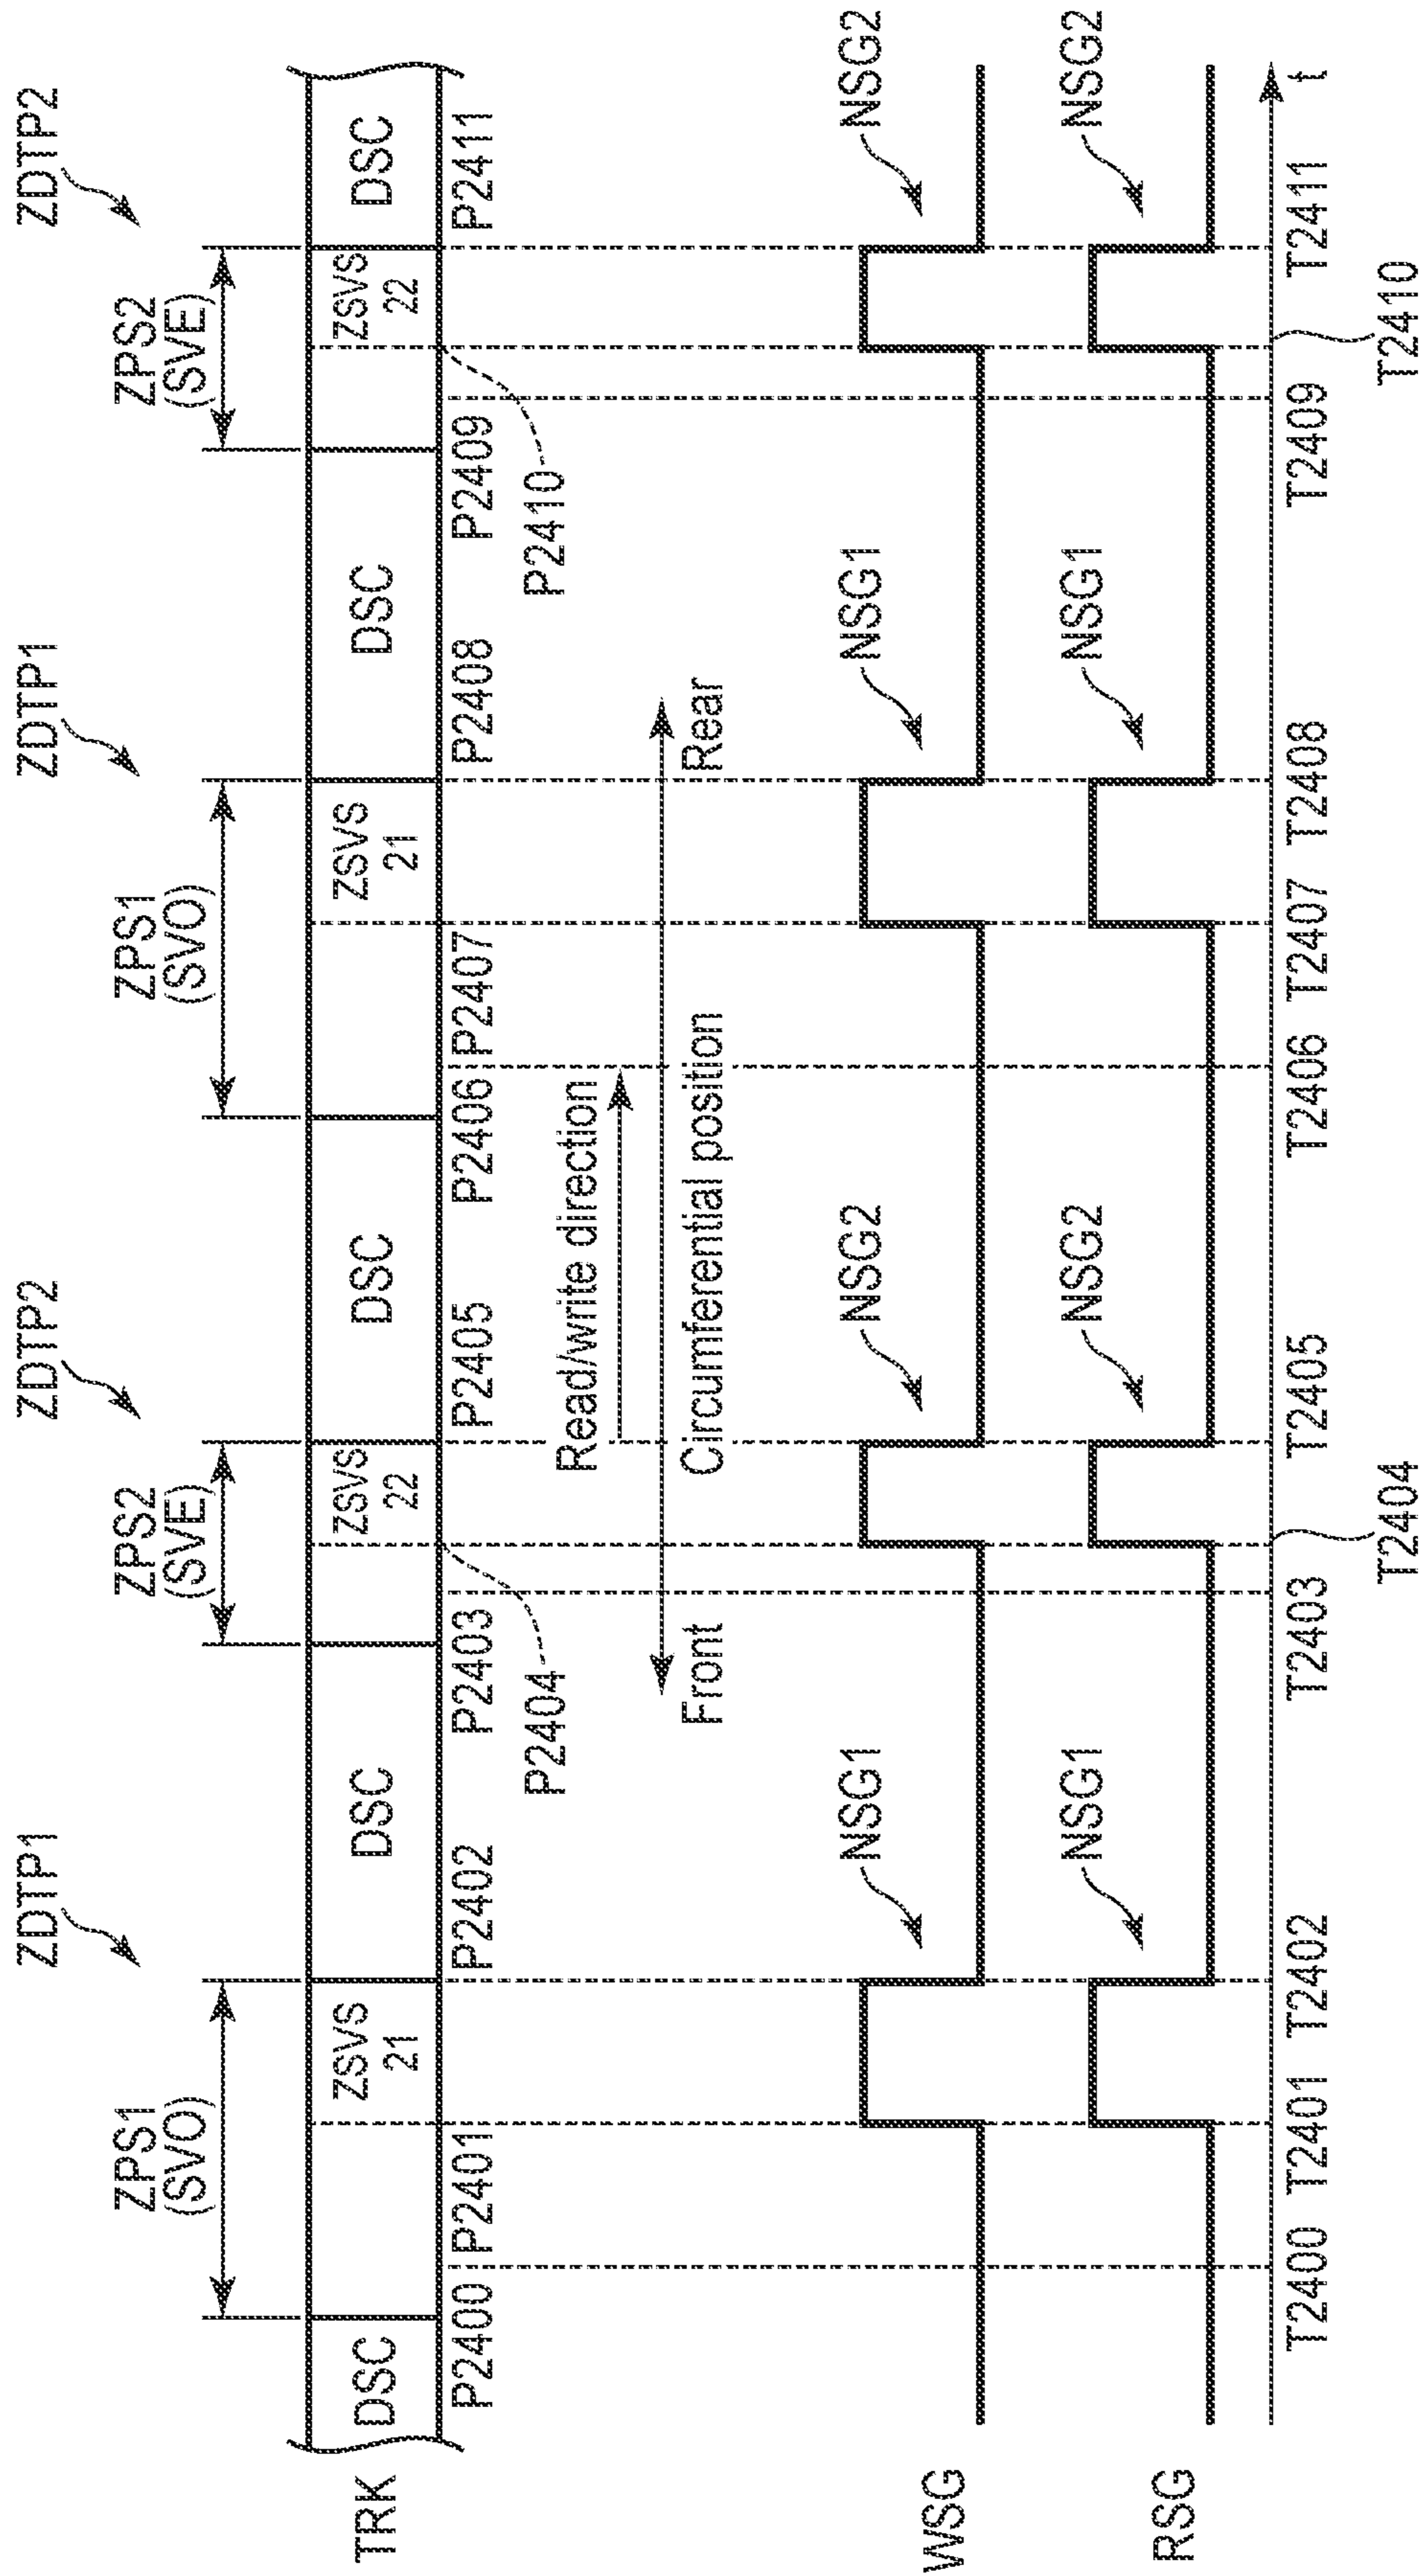 ZDTP1
ZDTP2
ZDTP1
ZDTP2
ZPS1
(SVO)
ZPS2
(SVE)
ZPS1
(SVO)
ZPS2
(SVE)
TRK
DSC
ZSVS
21
DSC
ZSVS
22
DSC
ZSVS
21
DSC
ZSVS
22
DSC
P2400
P2401
P2402
P2403
P2405
P2406
P2407
P2408
P2409
P2411
P2404
P2410
Read/write direction
Front
Circumferential position
Rear
WSG
NSG1
NSG2
NSG1
NSG2
RSG
NSG1
NSG2
NSG1
NSG2
t
T2400
T2401
T2402
T2403
T2405
T2406
T2407
T2408
T2409
T2411
T2404
T2410